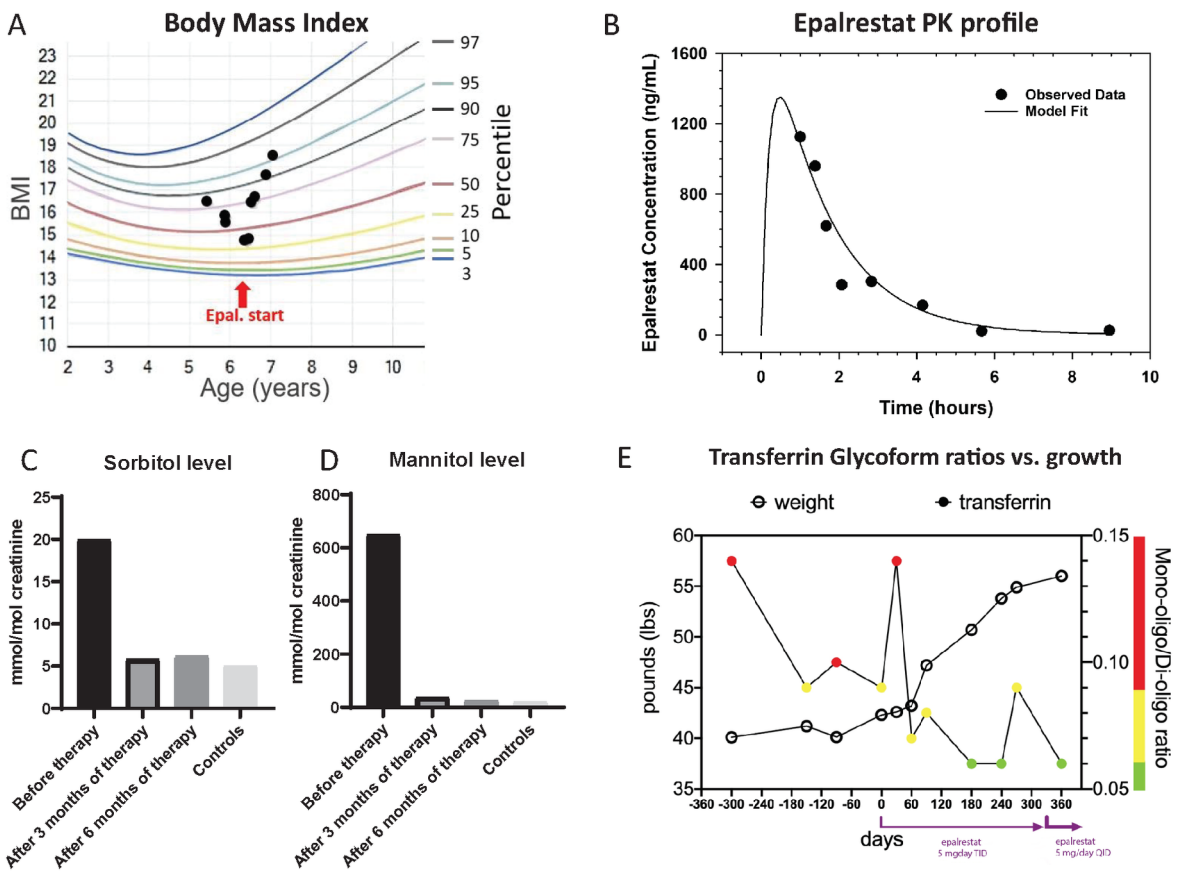 A
Body Mass Index
BMI
23
22
21
20
19
18
17
16
15
14
13
12
11
10
2
3
4
5
6
7
8
9
10
Age (years)
Epal. start
97
95
90
75
50
25
10
5
3
Percentile
B
Epalrestat PK profile
Epalrestat Concentration (ng/mL)
1600
1200
800
400
0
0
2
4
6
8
10
Time (hours)
Observed Data
Model Fit
C
Sorbitol level
mmol/mol creatinine
25
20
15
10
5
0
Before therapy
After 3 months of therapy
After 6 months of therapy
Controls
D
Mannitol level
mmol/mol creatinine
800
600
400
200
0
Before therapy
After 3 months of therapy
After 6 months of therapy
Controls
E
Transferrin Glycoform ratios vs. growth
weight
transferrin
pounds (lbs)
60
55
50
45
40
35
0.15
0.10
0.05
Mono-oligo/Di-oligo ratio
-360
-300
-240
-180
-120
-60
0
60
120
180
240
300
360
days
epalrestat
5 mgday TID
epalrestat
5 mg/day QID